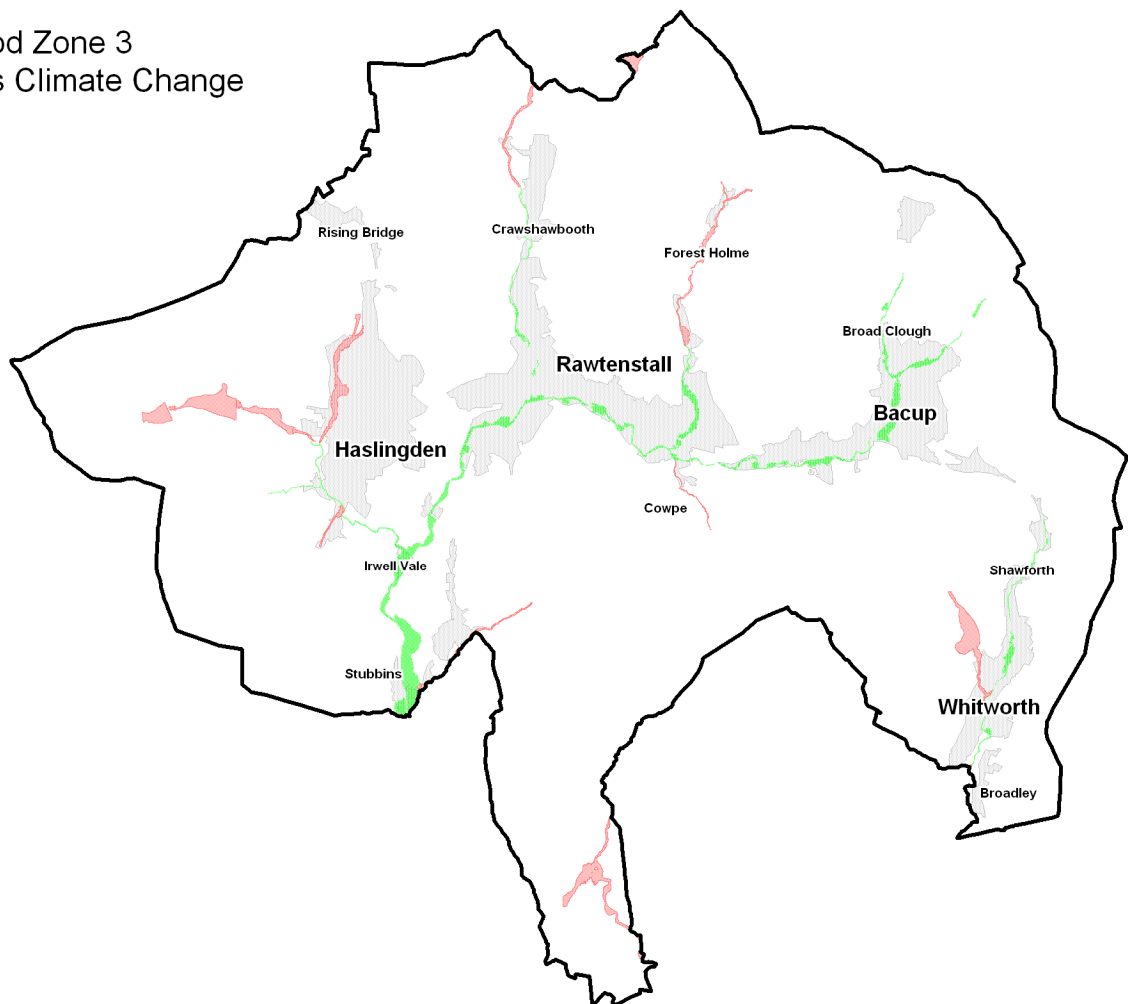 od Zone 3
s Climate Change
Crawshawbooth
Rising Bridge
Forest Holme
Broad Clough
Rawtenstall
Bacup
Haslingden
Cowpe
Irwell Vale
Shawforth
Stubbins
Whitworth
Broadley